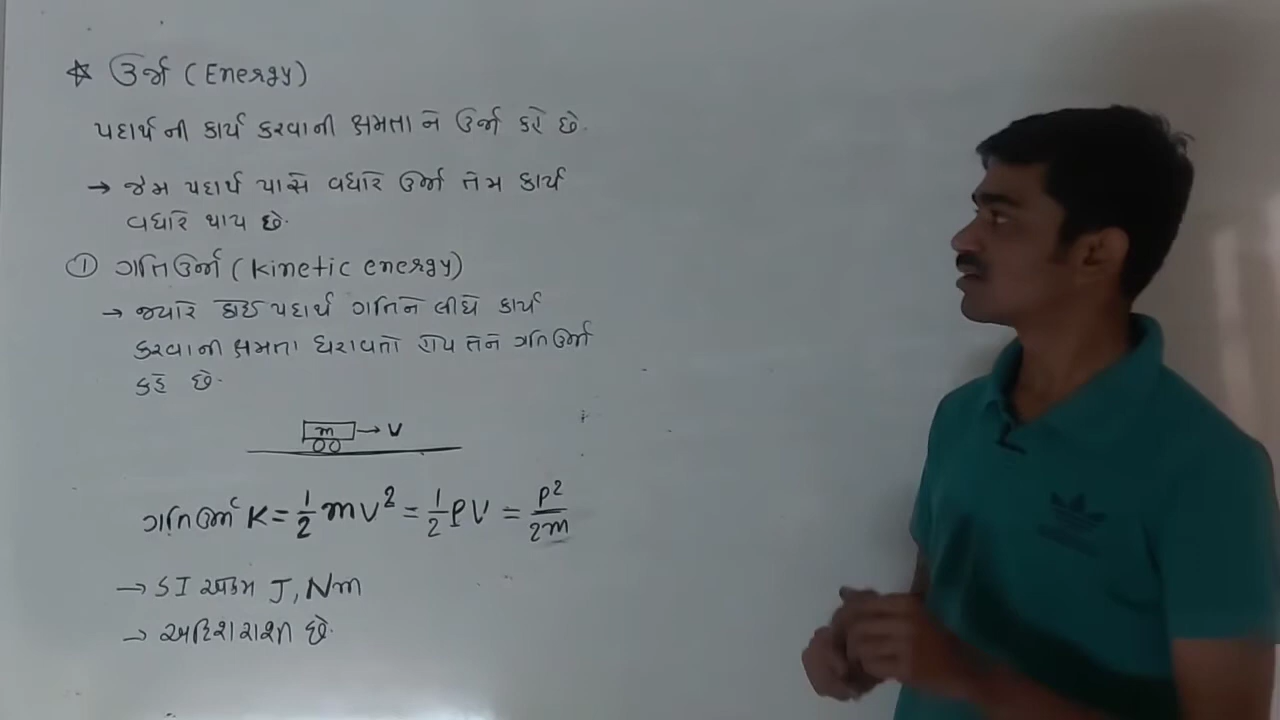 ☆ ઉર્જા (Energy)
પદાર્થ ની કાર્ય કરવાની ક્ષમતા ને ઉર્જા કહે છે.
→ જેમ પદાર્થ પાસે વધારે ઉર્જા તેમ કાર્ય
વધારે થાય છે.
① ગતિઉર્જા (Kinetic energy)
→ જ્યારે કોઈ પદાર્થ ગતિને લીધે કાર્ય
કરવાની ક્ષમતા ધરાવતો હોય તેને ગતિઉર્જા
કહે છે.
m → v
ગતિઉર્જા K = 1/2 mv² = 1/2 PV = P²/2m
→ SI એકમ J, Nm
→ અદિશ રાશિ છે.